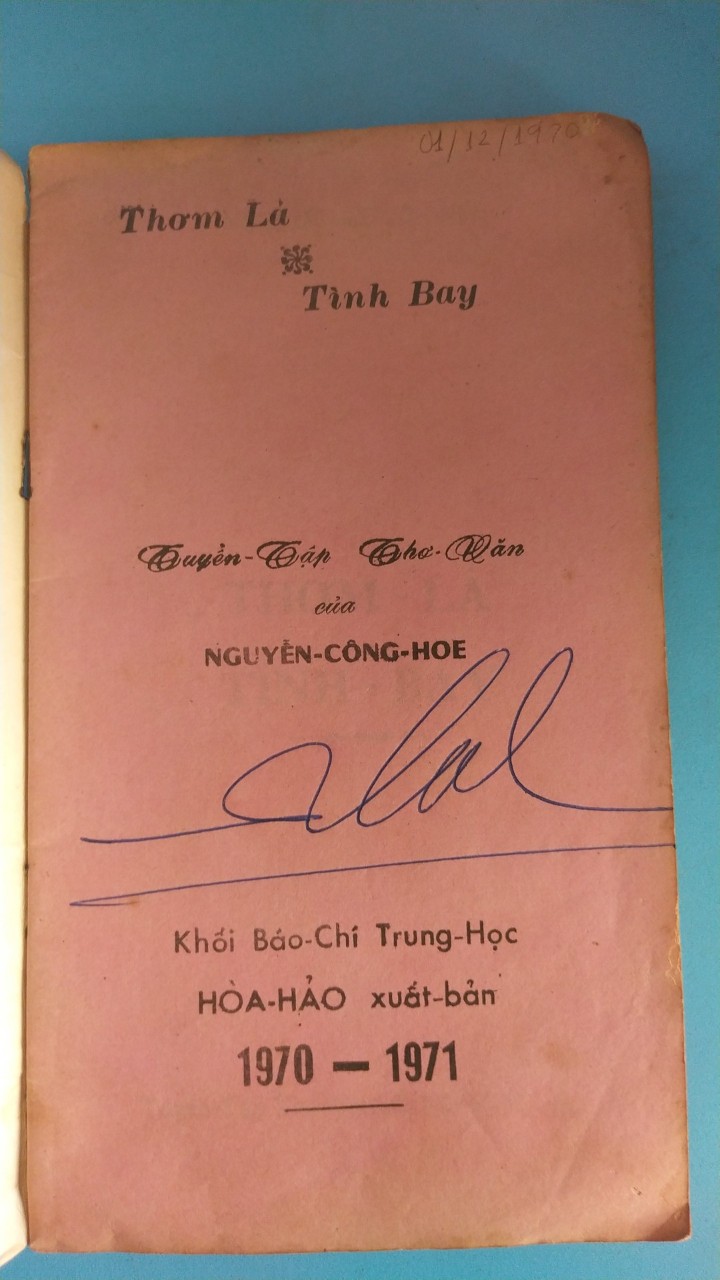 01/12/1970
Thơm Lả
Tình Bay
Tuyển-Tập Thơ-Văn
của
NGUYỄN-CÔNG-HOE
Khối Báo-Chí Trung-Học
HÒA-HẢO xuất-bản
1970 — 1971